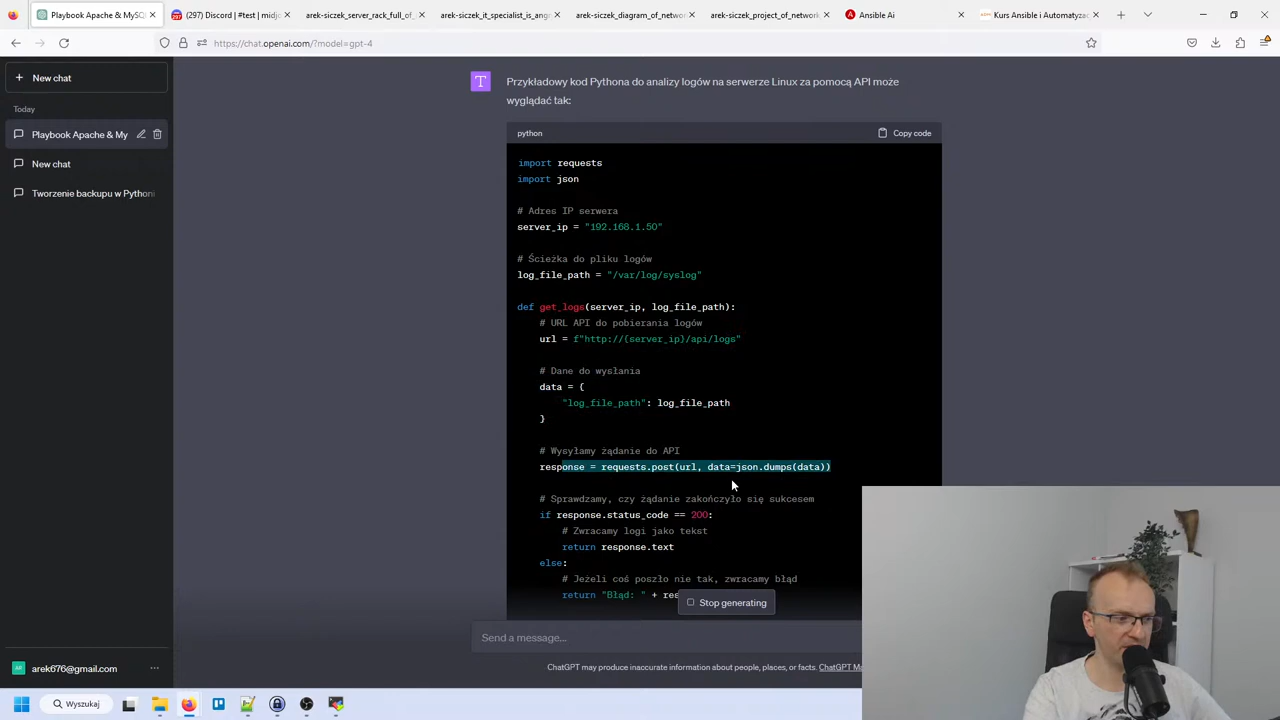 Playbook Apache & MySQ
(297) Discord | #test | midj
arek-siczek_server_rack_full_of_
arek-siczek_it_specialist_is_angr
arek-siczek_diagram_of_networ
arek-siczek_project_of_network
Ansible Ai
Kurs Ansible i Automatyzac
https://chat.openai.com/?model=gpt-4
New chat
Today
Playbook Apache & My
New chat
Tworzenie backupu w Pythoni
arek676@gmail.com
T
Przykładowy kod Pythona do analizy logów na serwerze Linux za pomocą API może
wyglądać tak:
python
Copy code
import requests
import json
# Adres IP serwera
server_ip = "192.168.1.50"
# Ścieżka do pliku logów
log_file_path = "/var/log/syslog"
def get_logs(server_ip, log_file_path):
# URL API do pobierania logów
url = f"http://{server_ip}/api/logs"
# Dane do wysłania
data = {
"log_file_path": log_file_path
}
# Wysyłamy żądanie do API
response = requests.post(url, data=json.dumps(data))
# Sprawdzamy, czy żądanie zakończyło się sukcesem
if response.status_code == 200:
# Zwracamy logi jako tekst
return response.text
else:
# Jeżeli coś poszło nie tak, zwracamy błąd
return "Błąd: " + res
Stop generating
Send a message...
ChatGPT may produce inaccurate information about people, places, or facts. ChatGPT Ma
Wyszukaj